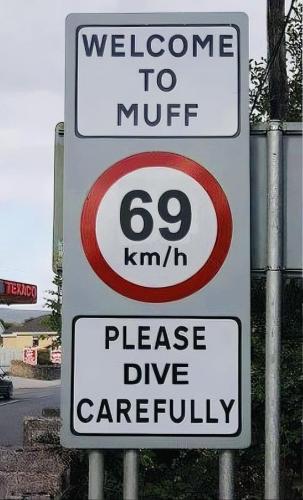 WELCOME
TO
MUFF
69
km/h
TEXACO
PLEASE
DIVE
CAREFULLY